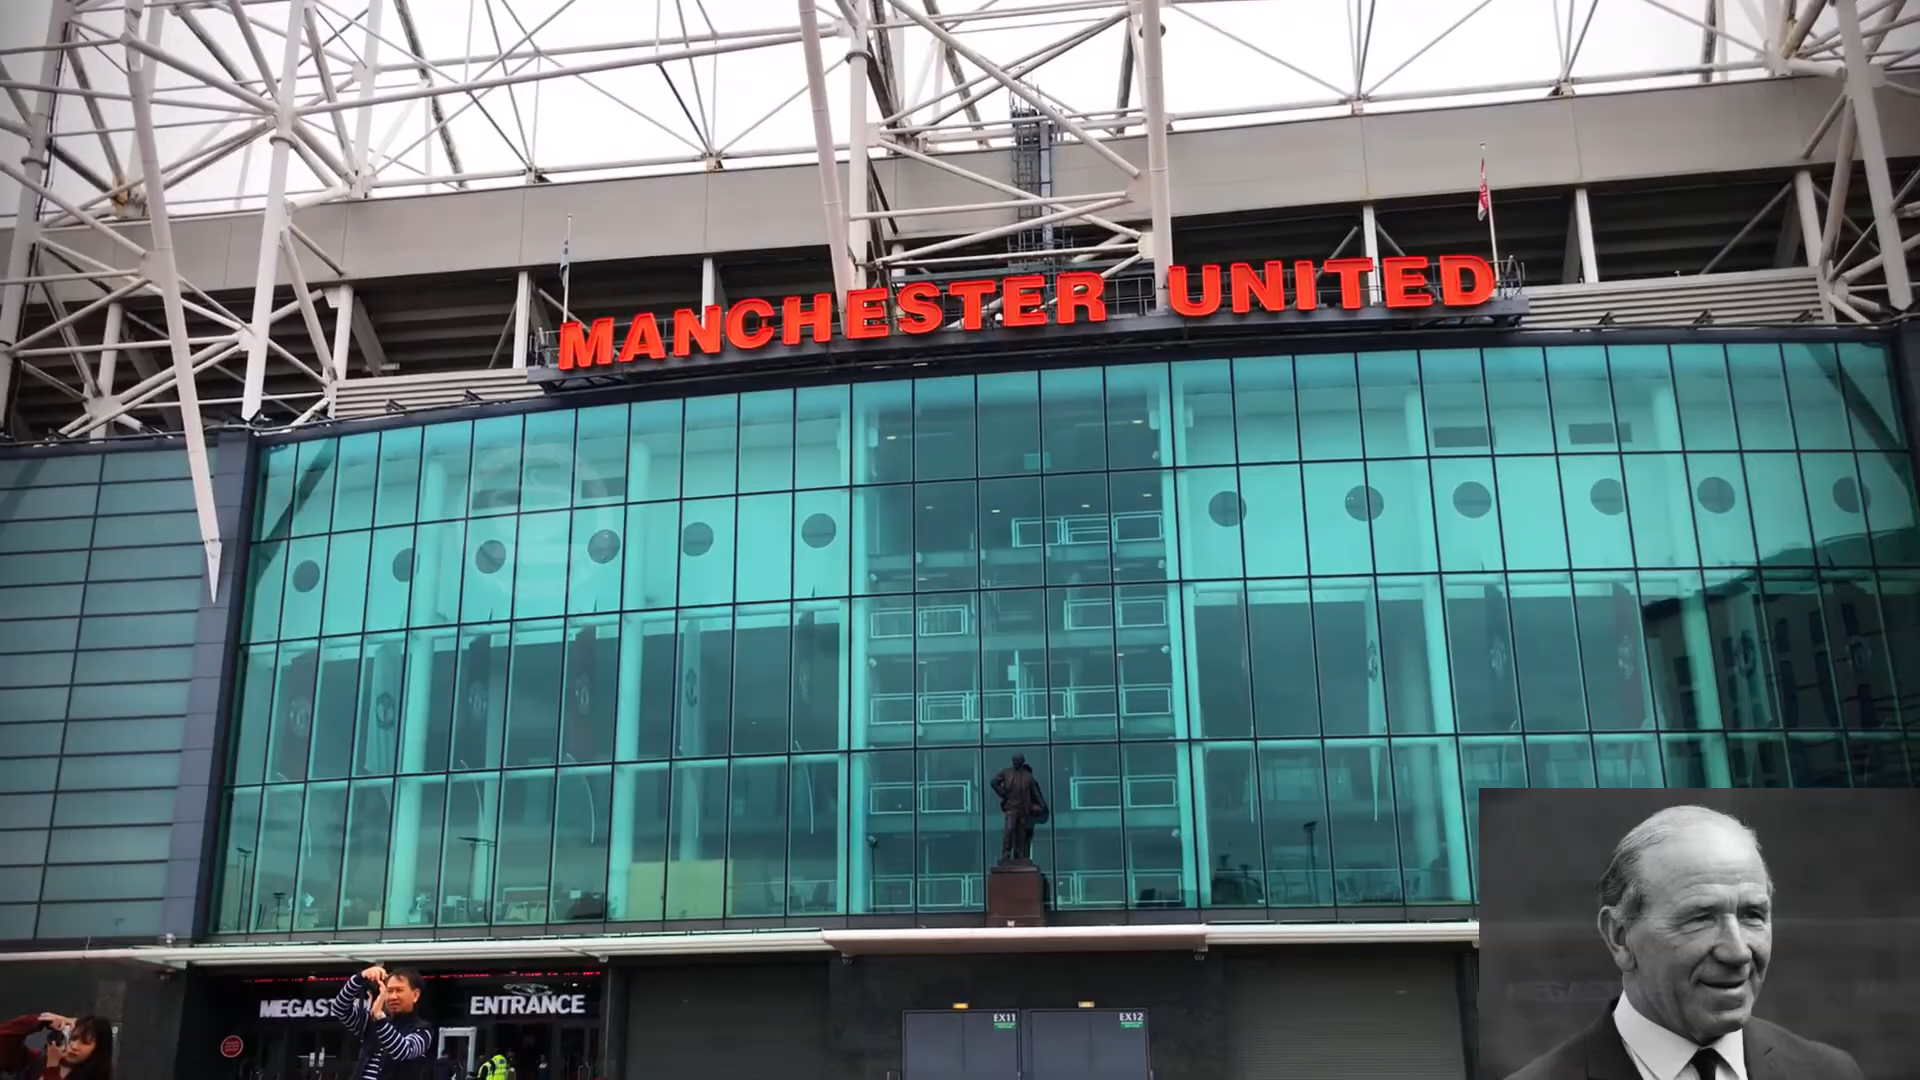 MANCHESTER UNITED
MEGAST
ENTRANCE
EX11
EX12